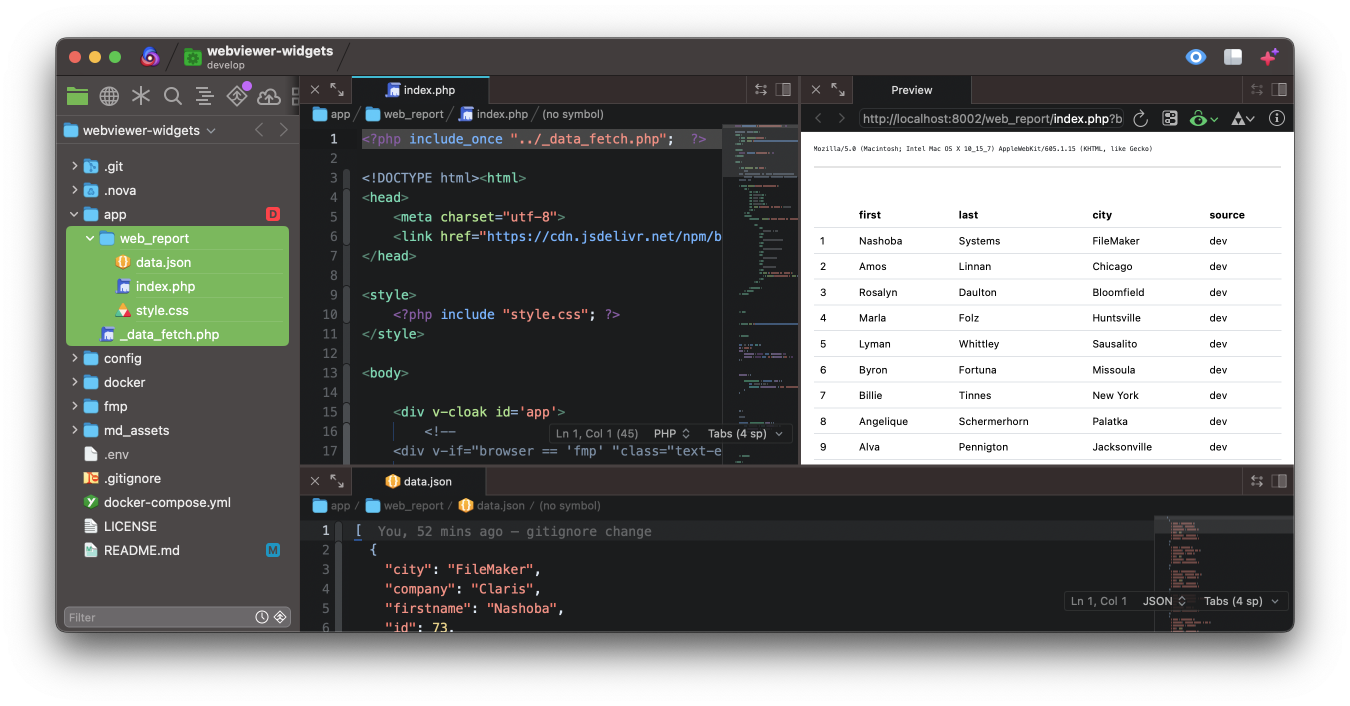 webviewer-widgets
develop
webviewer-widgets
.git
.nova
app
D
web_report
data.json
index.php
style.css
_data_fetch.php
config
docker
fmp
md_assets
.env
.gitignore
docker-compose.yml
LICENSE
README.md
M
Filter
index.php
app / web_report / index.php / (no symbol)
1 <?php include_once "../_data_fetch.php"; ?>
2
3 <!DOCTYPE html><html>
4 <head>
5 <meta charset="utf-8">
6 <link href="https://cdn.jsdelivr.net/npm/b
7 </head>
8
9 <style>
10 <?php include "style.css"; ?>
11 </style>
12
13 <body>
14
15 <div v-cloak id='app'>
16 <!--
17 <div v-if="browser == 'fmp' "class="text-e
Ln 1, Col 1 (45) PHP Tabs (4 sp)
Preview
http://localhost:8002/web_report/index.php?b
Mozilla/5.0 (Macintosh; Intel Mac OS X 10_15_7) AppleWebKit/605.1.15 (KHTML, like Gecko)
first last city source
1 Nashoba Systems FileMaker dev
2 Amos Linnan Chicago dev
3 Rosalyn Daulton Bloomfield dev
4 Marla Folz Huntsville dev
5 Lyman Whittley Sausalito dev
6 Byron Fortuna Missoula dev
7 Billie Tinnes New York dev
8 Angelique Schermerhorn Palatka dev
9 Alva Pennigton Jacksonville dev
data.json
app / web_report / data.json / (no symbol)
1 [ You, 52 mins ago — gitignore change
2 {
3 "city": "FileMaker",
4 "company": "Claris",
5 "firstname": "Nashoba",
6 "id": 73,
Ln 1, Col 1 JSON Tabs (4 sp)